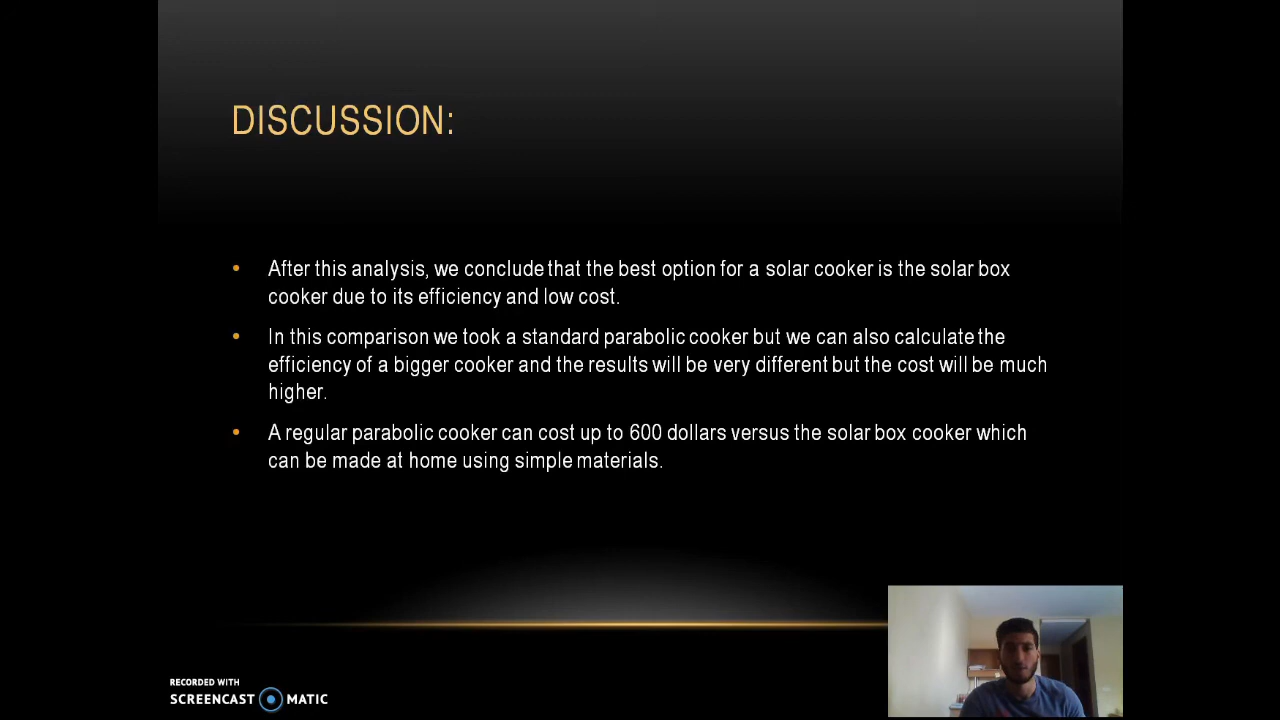 DISCUSSION:
• After this analysis, we conclude that the best option for a solar cooker is the solar box
cooker due to its efficiency and low cost.
• In this comparison we took a standard parabolic cooker but we can also calculate the
efficiency of a bigger cooker and the results will be very different but the cost will be much
higher.
• A regular parabolic cooker can cost up to 600 dollars versus the solar box cooker which
can be made at home using simple materials.
RECORDED WITH
SCREENCAST MATIC